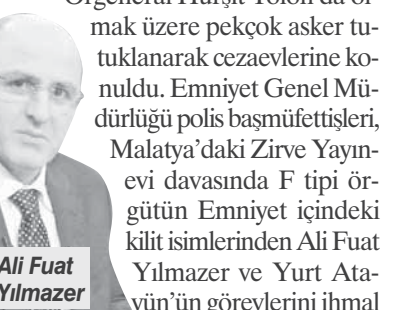 Orgeneral Hurşit Tolon da ol-
mak üzere pekçok asker tu-
tuklanarak cezaevlerine ko-
nuldu. Emniyet Genel Mü-
dürlüğü polis başmüfettişleri,
Malatya’daki Zirve Yayın-
evi davasında F tipi ör-
gütün Emniyet içindeki
kilit isimlerinden Ali Fuat
Yılmazer ve Yurt Ata-
yün’ün görevlerini ihmal
Ali Fuat
Yılmazer